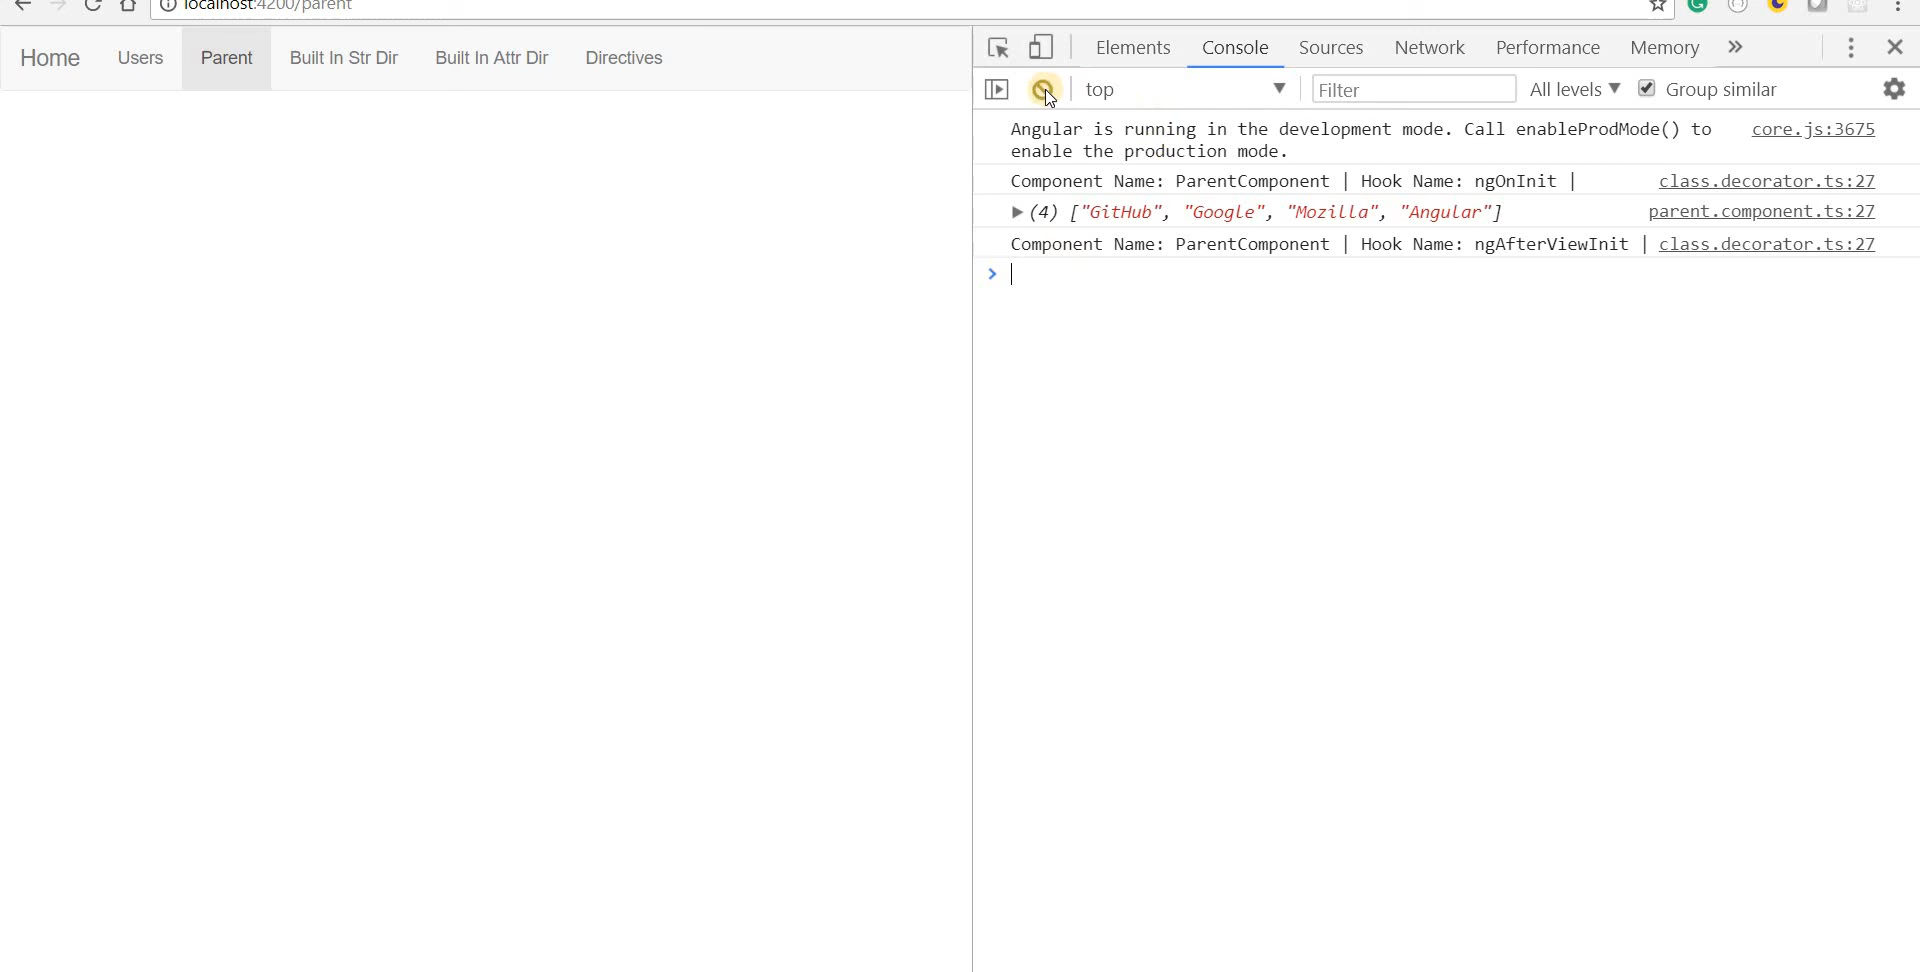 localhost:4200/parent
Home Users Parent Built In Str Dir Built In Attr Dir Directives
Elements Console Sources Network Performance Memory »
top ▼ Filter All levels ▼ Group similar
Angular is running in the development mode. Call enableProdMode() to core.js:3675
enable the production mode.
Component Name: ParentComponent | Hook Name: ngOnInit | class.decorator.ts:27
▶(4) ["GitHub", "Google", "Mozilla", "Angular"] parent.component.ts:27
Component Name: ParentComponent | Hook Name: ngAfterViewInit | class.decorator.ts:27
>